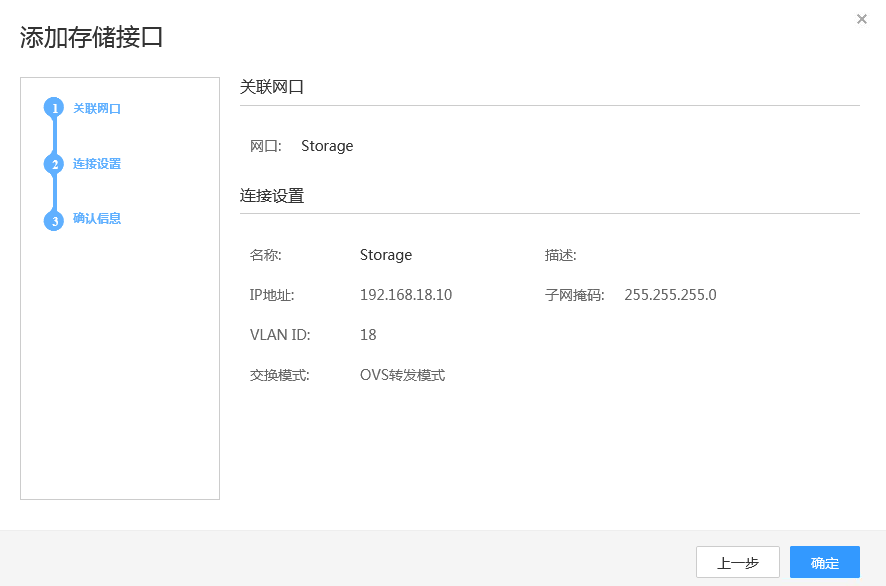 ×
添加存储接口
1 关联网口
2 连接设置
3 确认信息
关联网口
网口: Storage
连接设置
名称: Storage 描述:
IP地址: 192.168.18.10 子网掩码: 255.255.255.0
VLAN ID: 18
交换模式: OVS转发模式
上一步 确定